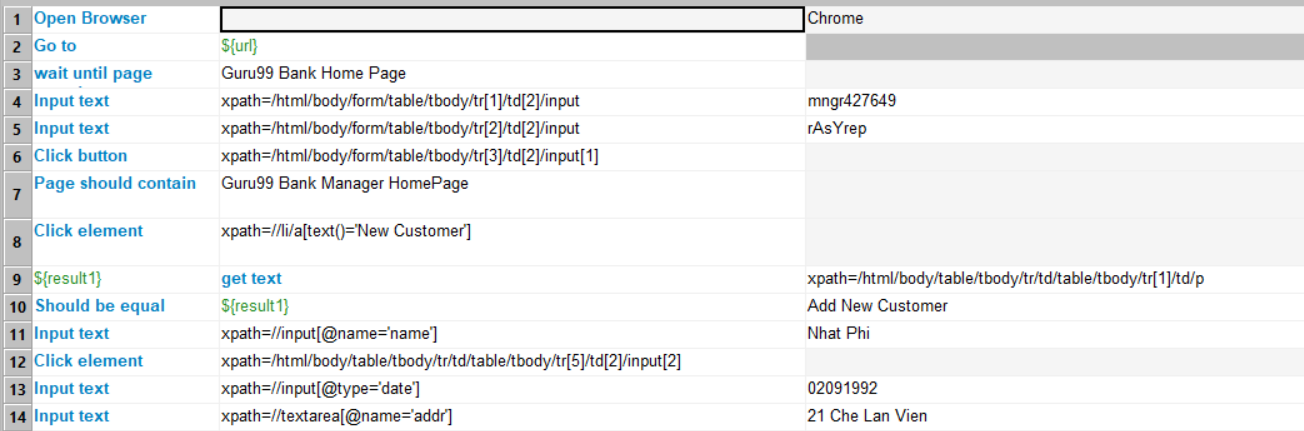 1 Open Browser Chrome
2 Go to ${url}
3 wait until page Guru99 Bank Home Page
4 Input text xpath=/html/body/form/table/tbody/tr[1]/td[2]/input mngr427649
5 Input text xpath=/html/body/form/table/tbody/tr[2]/td[2]/input rAsYrep
6 Click button xpath=/html/body/form/table/tbody/tr[3]/td[2]/input[1]
7 Page should contain Guru99 Bank Manager HomePage
8 Click element xpath=//li/a[text()='New Customer']
9 ${result1} get text xpath=/html/body/table/tbody/tr/td/table/tbody/tr[1]/td/p
10 Should be equal ${result1} Add New Customer
11 Input text xpath=//input[@name='name'] Nhat Phi
12 Click element xpath=/html/body/table/tbody/tr/td/table/tbody/tr[5]/td[2]/input[2]
13 Input text xpath=//input[@type='date'] 02091992
14 Input text xpath=//textarea[@name='addr'] 21 Che Lan Vien